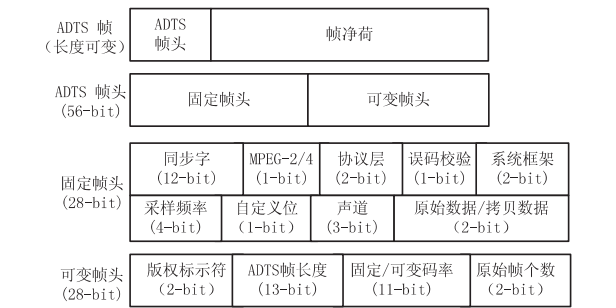 ADTS 帧
(长度可变)
ADTS
帧头
帧净荷
ADTS 帧头
(56-bit)
固定帧头
可变帧头
固定帧头
(28-bit)
同步字
(12-bit)
MPEG-2/4
(1-bit)
协议层
(2-bit)
误码校验
(1-bit)
系统框架
(2-bit)
采样频率
(4-bit)
自定义位
(1-bit)
声道
(3-bit)
原始数据/拷贝数据
(2-bit)
可变帧头
(28-bit)
版权标示符
(2-bit)
ADTS帧长度
(13-bit)
固定/可变码率
(11-bit)
原始帧个数
(2-bit)